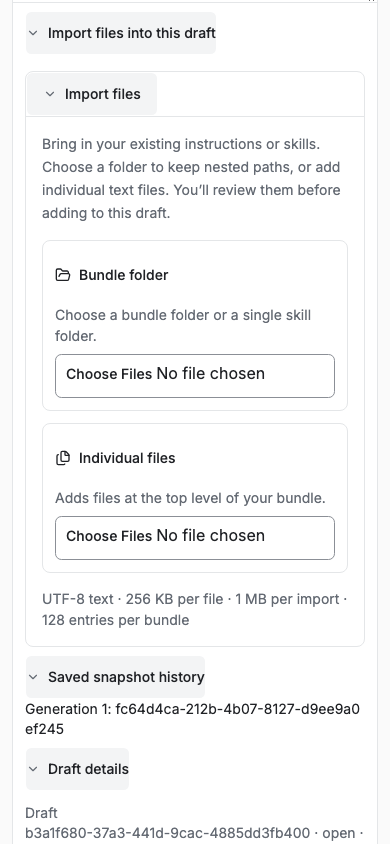 Import files into this draft
Import files
Bring in your existing instructions or skills.
Choose a folder to keep nested paths, or add
individual text files. You’ll review them before
adding to this draft.
Bundle folder
Choose a bundle folder or a single skill
folder.
Choose Files No file chosen
Individual files
Adds files at the top level of your bundle.
Choose Files No file chosen
UTF-8 text · 256 KB per file · 1 MB per import ·
128 entries per bundle
Saved snapshot history
Generation 1: fc64d4ca-212b-4b07-8127-d9ee9a0
ef245
Draft details
Draft
b3a1f680-37a3-441d-9cac-4885dd3fb400 · open ·